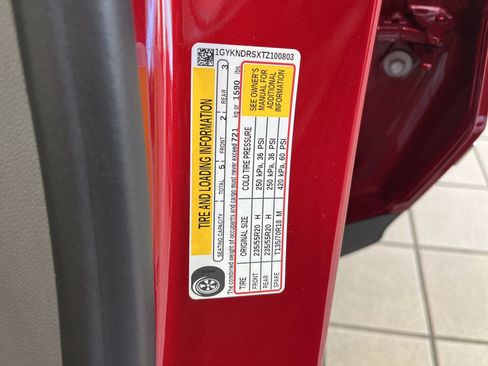 1GYKNDRSXTZ100803
TIRE AND LOADING INFORMATION
SEATING CAPACITY TOTAL 5 FRONT 2 REAR 3
The combined weight of occupants and cargo must never exceed 721 kg or 1590 lbs.
TIRE ORIGINAL SIZE COLD TIRE PRESSURE
FRONT 235/55R20 H 250 kPa, 36 PSI
REAR 235/55R20 H 250 kPa, 36 PSI
SPARE T135/70R18 M 420 kPa, 60 PSI
SEE OWNER'S
MANUAL FOR
ADDITIONAL
INFORMATION